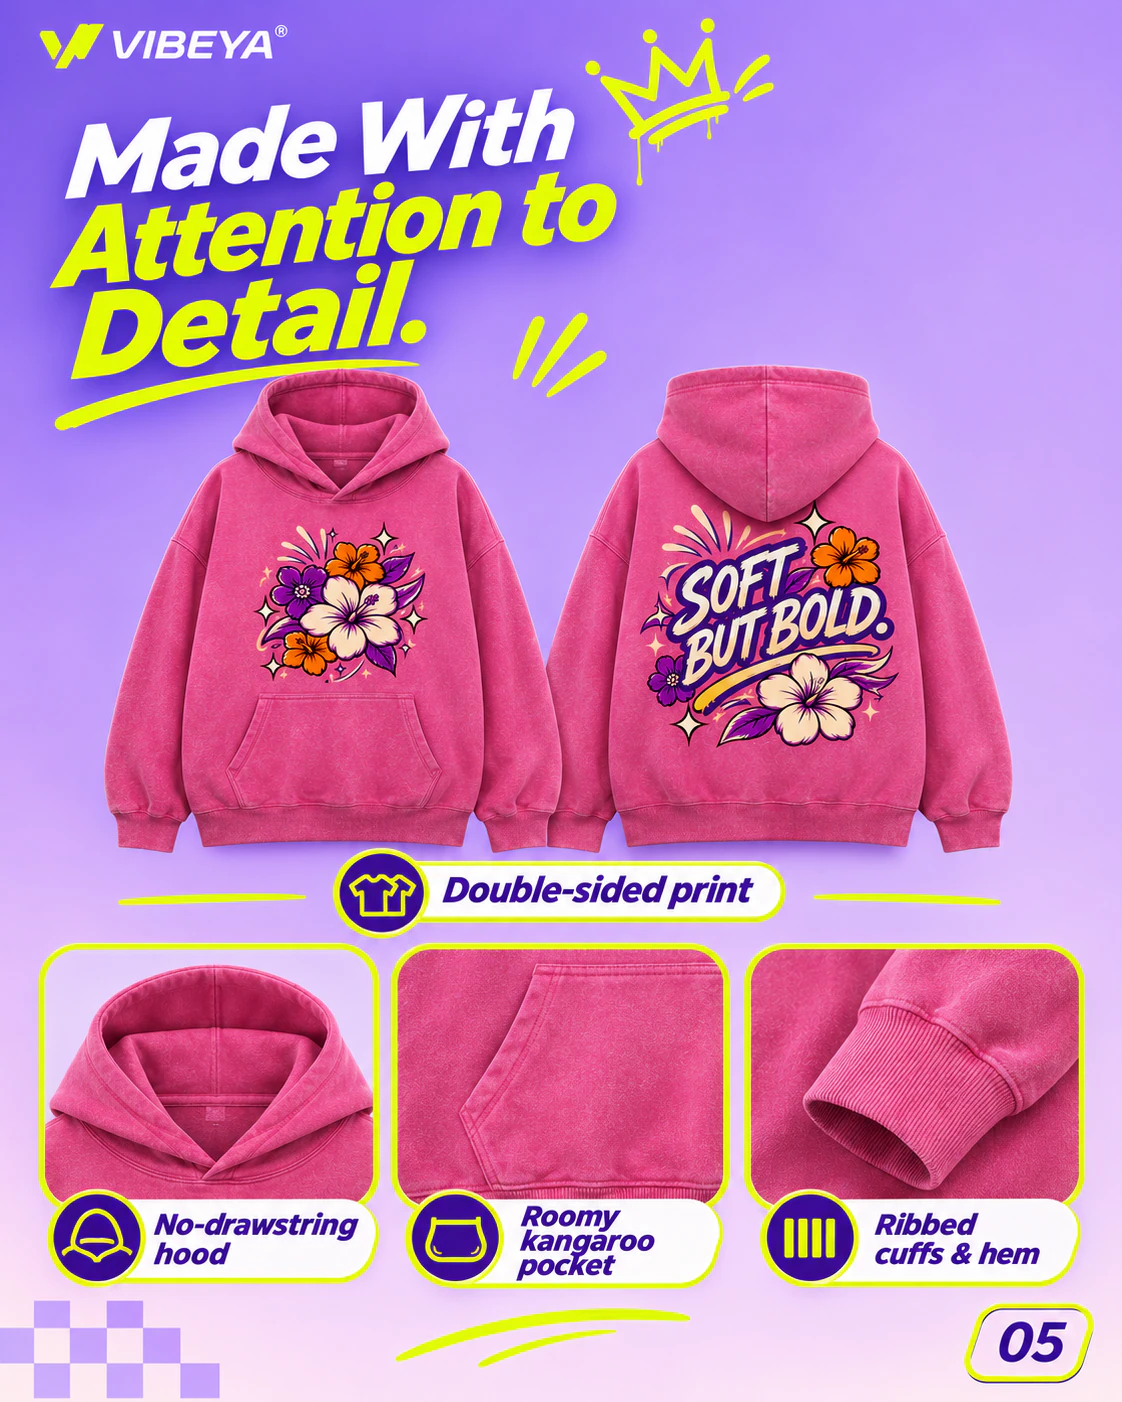 VIBEYA®
Made With
Attention to
Detail.
SOFT
BUT BOLD.
Double-sided print
No-drawstring
hood
Roomy
kangaroo
pocket
Ribbed
cuffs & hem
05